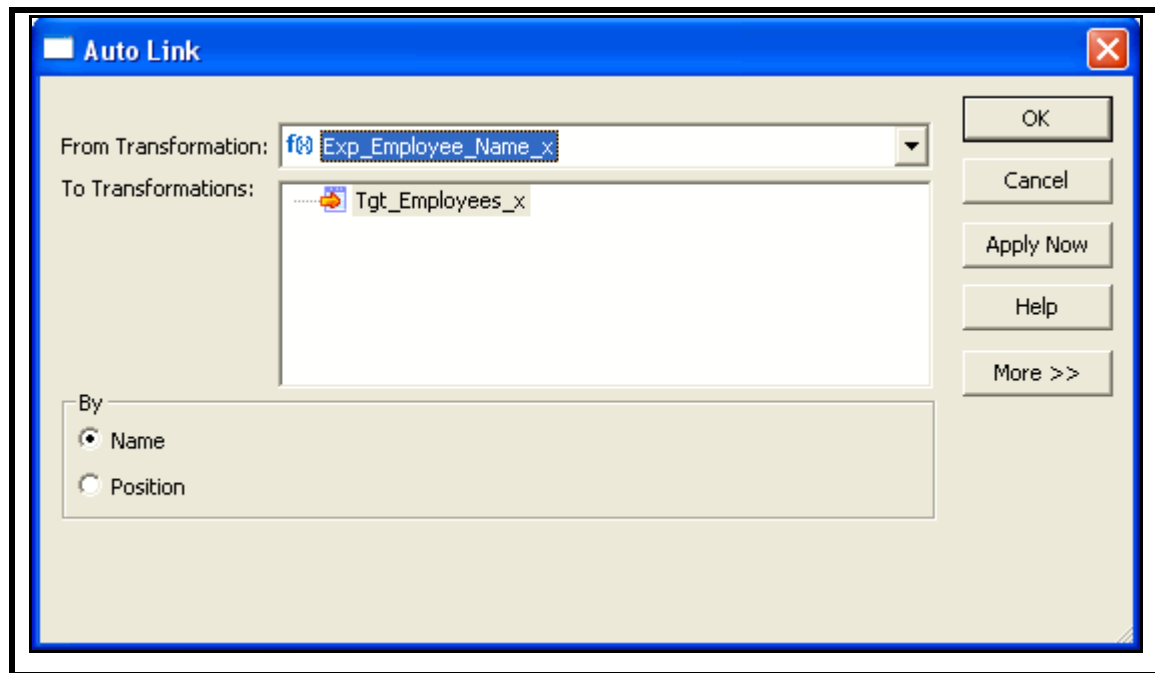 Auto Link
From Transformation:
f(x) Exp_Employee_Name_x
To Transformations:
Tgt_Employees_x
By
Name
Position
OK
Cancel
Apply Now
Help
More >>